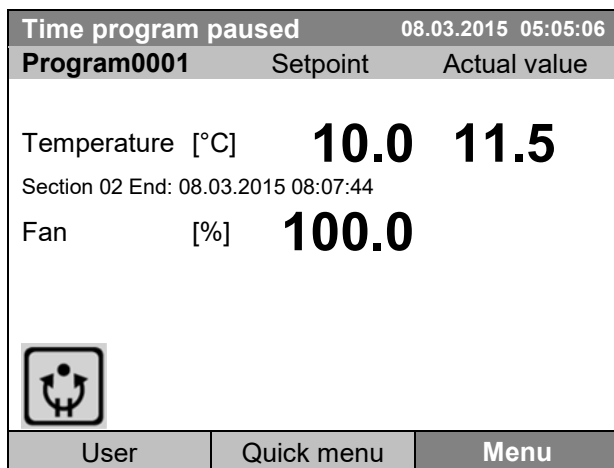 Time program paused 08.03.2015 05:05:06
Program0001 Setpoint Actual value
Temperature [°C] 10.0 11.5
Section 02 End: 08.03.2015 08:07:44
Fan [%] 100.0
User Quick menu Menu